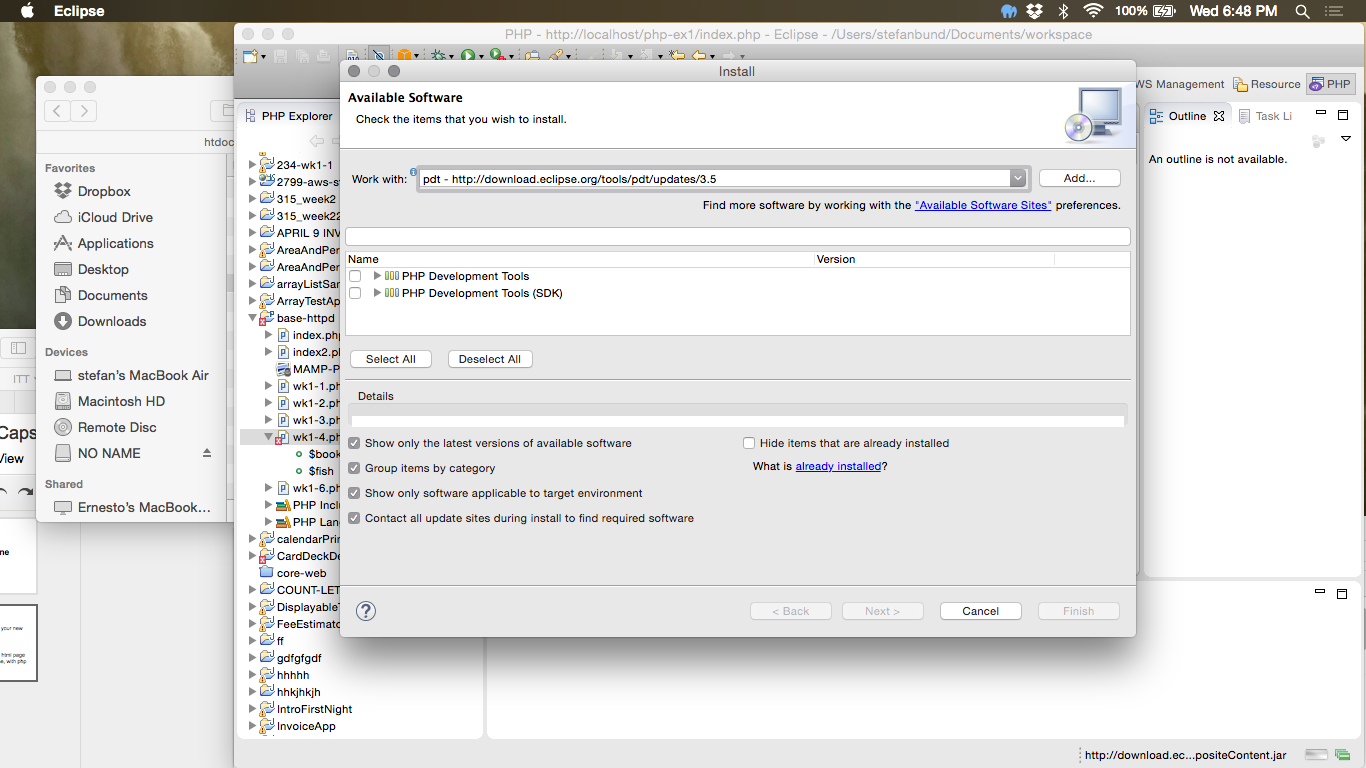 Eclipse
100%
Wed 6:48 PM
PHP - http://localhost/php-ex1/index.php - Eclipse - /Users/stefanbund/Documents/workspace
Install
WS Management
Resource
PHP
htdoc
Favorites
Dropbox
iCloud Drive
Applications
Desktop
Documents
Downloads
Devices
stefan's MacBook Air
Macintosh HD
Remote Disc
NO NAME
Shared
Ernesto's MacBook...
ITT
Caps
View
ne
your new
html page
e, with php
PHP Explorer
234-wk1-1
2799-aws-s
315_week2
315_week22
APRIL 9 INV
AreaAndPer
AreaAndPer
arrayListSar
ArrayTestAp
base-httpd
index.php
index2.p
MAMP-P
wk1-1.ph
wk1-2.ph
wk1-3.ph
wk1-4.ph
$book
$fish
wk1-6.ph
PHP Inclu
PHP Lan
calendarPrin
CardDeckDe
core-web
COUNT-LET
Displayable
FeeEstimato
ff
gdfgfgdf
hhhhh
hhkjhkjh
IntroFirstNight
InvoiceApp
Available Software
Check the items that you wish to install.
Work with:
pdt - http://download.eclipse.org/tools/pdt/updates/3.5
Add...
Find more software by working with the "Available Software Sites" preferences.
Name
Version
PHP Development Tools
PHP Development Tools (SDK)
Select All
Deselect All
Details
Show only the latest versions of available software
Hide items that are already installed
Group items by category
What is already installed?
Show only software applicable to target environment
Contact all update sites during install to find required software
?
< Back
Next >
Cancel
Finish
Outline
Task Li
An outline is not available.
http://download.ec...positeContent.jar